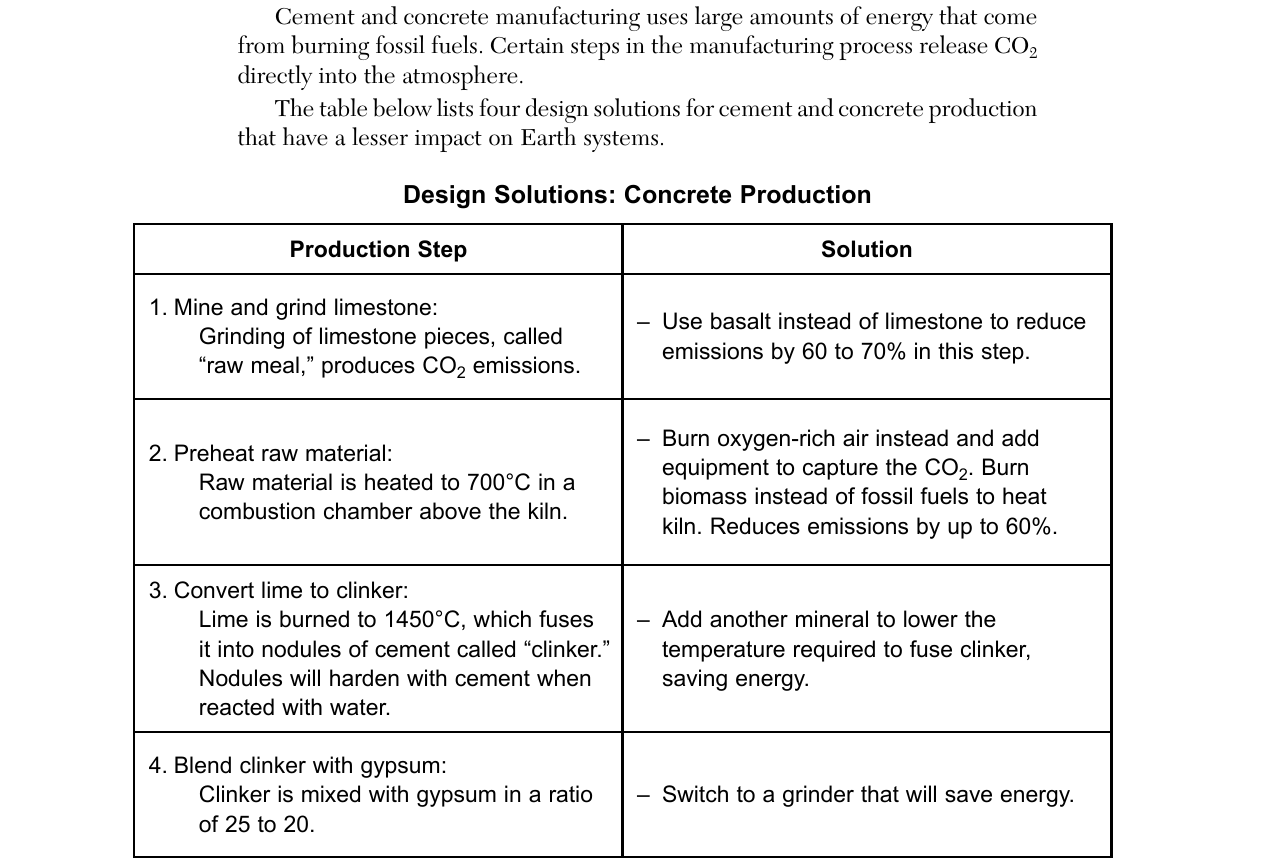 Cement and concrete manufacturing uses large amounts of energy that come
from burning fossil fuels. Certain steps in the manufacturing process release CO₂
directly into the atmosphere.
The table below lists four design solutions for cement and concrete production
that have a lesser impact on Earth systems.
Design Solutions: Concrete Production
Production Step
Solution
1. Mine and grind limestone:
Grinding of limestone pieces, called
“raw meal,” produces CO₂ emissions.
– Use basalt instead of limestone to reduce
emissions by 60 to 70% in this step.
2. Preheat raw material:
Raw material is heated to 700°C in a
combustion chamber above the kiln.
– Burn oxygen-rich air instead and add
equipment to capture the CO₂. Burn
biomass instead of fossil fuels to heat
kiln. Reduces emissions by up to 60%.
3. Convert lime to clinker:
Lime is burned to 1450°C, which fuses
it into nodules of cement called “clinker.”
Nodules will harden with cement when
reacted with water.
– Add another mineral to lower the
temperature required to fuse clinker,
saving energy.
4. Blend clinker with gypsum:
Clinker is mixed with gypsum in a ratio
of 25 to 20.
– Switch to a grinder that will save energy.